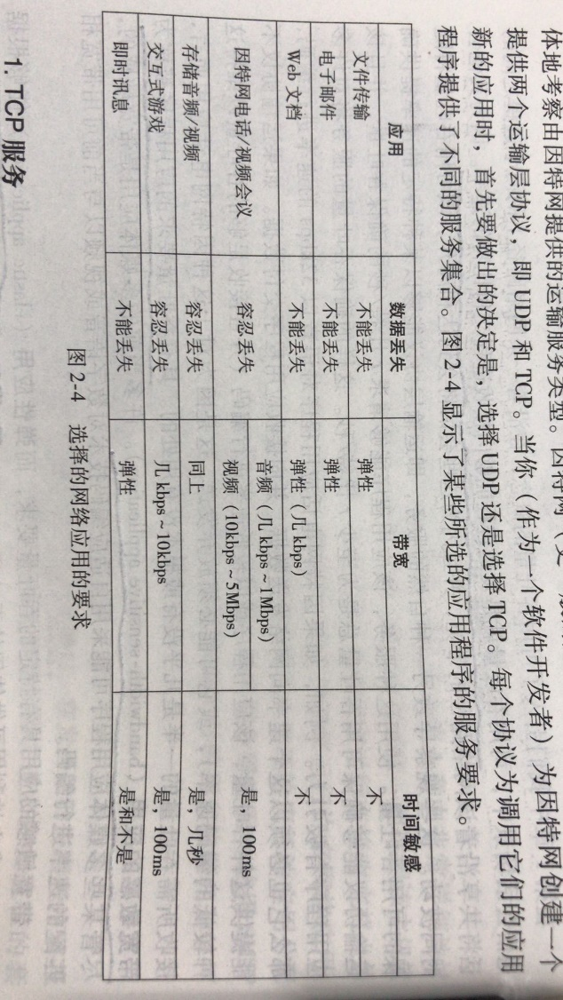 体地考察由因特网提供的运输服务类型。因特网
提供两个运输层协议，即 UDP 和 TCP。当你（作为一个软件开发者）为因特网创建一个
新的应用时，首先要做出的决定是，选择 UDP 还是选择 TCP。每个协议为调用它们的应用
程序提供了不同的服务集合。图 2-4 显示了某些所选的应用程序的服务要求。
应用 数据丢失 带宽 时间敏感
文件传输 不能丢失 弹性 不
电子邮件 不能丢失 弹性 不
Web 文档 不能丢失 弹性（几 kbps） 不
因特网电话/视频会议 容忍丢失 音频（几 kbps ~ 1Mbps） 是，100ms
视频（10kbps ~ 5Mbps）
存储音频/视频 容忍丢失 同上 是，几秒
交互式游戏 容忍丢失 几 kbps ~ 10kbps 是，100ms
即时讯息 不能丢失 弹性 是和不是
图 2-4 选择的网络应用的要求
1. TCP 服务